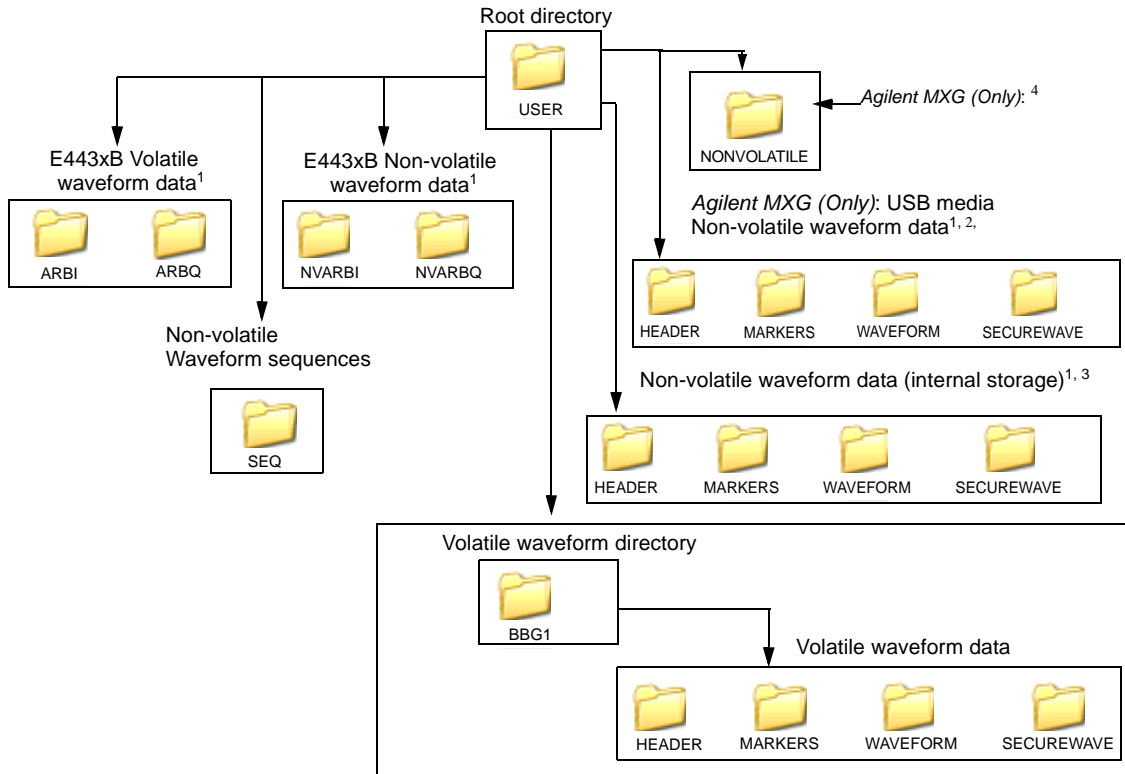 Root directory
USER
NONVOLATILE
Agilent MXG (Only): 4
E443xB Volatile
waveform data1
ARBI ARBQ
E443xB Non-volatile
waveform data1
NVARBI NVARBQ
Agilent MXG (Only): USB media
Non-volatile waveform data1, 2,
HEADER MARKERS WAVEFORM SECUREWAVE
Non-volatile
Waveform sequences
SEQ
Non-volatile waveform data (internal storage)1, 3
HEADER MARKERS WAVEFORM SECUREWAVE
Volatile waveform directory
BBG1
Volatile waveform data
HEADER MARKERS WAVEFORM SECUREWAVE